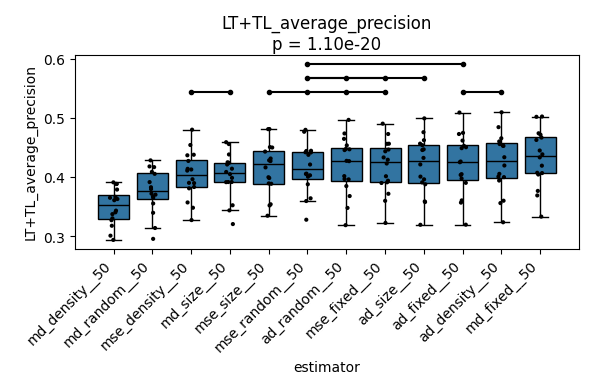 LT+TL_average_precision
p = 1.10e-20
LT+TL_average_precision
0.6
0.5
0.4
0.3
md_density__50
md_random__50
mse_density__50
md_size__50
mse_size__50
mse_random__50
ad_random__50
mse_fixed__50
ad_size__50
ad_fixed__50
ad_density__50
md_fixed__50
estimator